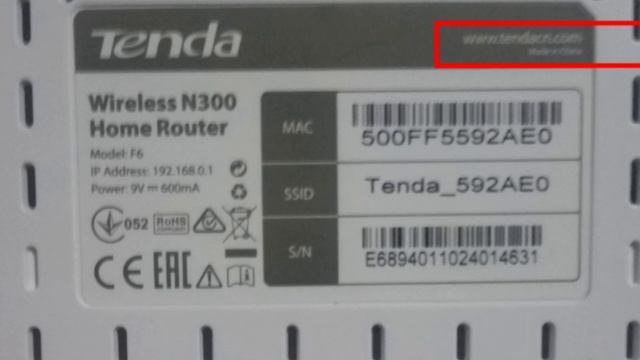 Tenda
www.tendacn.com
Made in China
Wireless N300
Home Router
Model: F6
IP Address: 192.168.0.1
Power: 9V⎓600mA
052
RoHS
CE EAC
MAC
500FF5592AE0
SSID
Tenda_592AE0
S/N
E6894011024014631